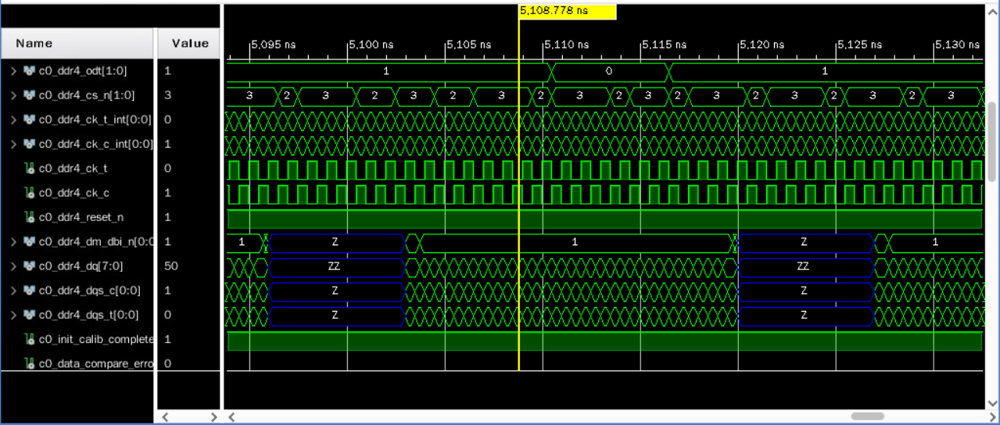 5,108.778 ns
Name Value 5,095 ns 5,100 ns 5,105 ns 5,110 ns 5,115 ns 5,120 ns 5,125 ns 5,130 ns
c0_ddr4_odt[1:0] 1 1 0 1
c0_ddr4_cs_n[1:0] 3 3 2 3 2 3 2 3 2 3 2 3 2 3 2 3 2 3 2 3
c0_ddr4_ck_t_int[0:0] 0
c0_ddr4_ck_c_int[0:0] 1
c0_ddr4_ck_t 0
c0_ddr4_ck_c 1
c0_ddr4_reset_n 1
c0_ddr4_dm_dbi_n[0:0 1 1 Z 1 Z 1
c0_ddr4_dq[7:0] 50 ZZ ZZ
c0_ddr4_dqs_c[0:0] 1 Z Z
c0_ddr4_dqs_t[0:0] 0 Z Z
c0_init_calib_complete 1
c0_data_compare_erro 0